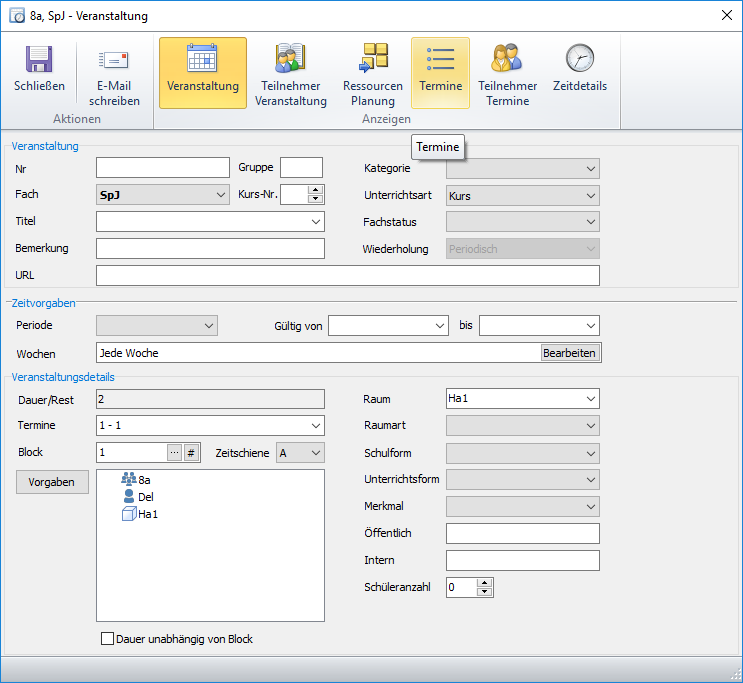 8a, SpJ - Veranstaltung
Schließen
E-Mail
schreiben
Veranstaltung
Teilnehmer
Veranstaltung
Ressourcen
Planung
Termine
Teilnehmer
Termine
Zeitdetails
Aktionen
Anzeigen
Termine
Veranstaltung
Nr
Gruppe
Kategorie
Fach
SpJ
Kurs-Nr.
Unterrichtsart
Kurs
Titel
Fachstatus
Bemerkung
Wiederholung
Periodisch
URL
Zeitvorgaben
Periode
Gültig von
bis
Wochen
Jede Woche
Bearbeiten
Veranstaltungsdetails
Dauer/Rest
2
Raum
Ha1
Termine
1 - 1
Raumart
Block
1
...
#
Zeitschiene
A
Schulform
Vorgaben
8a
Del
Ha1
Unterrichtsform
Merkmal
Öffentlich
Intern
Schüleranzahl
0
Dauer unabhängig von Block